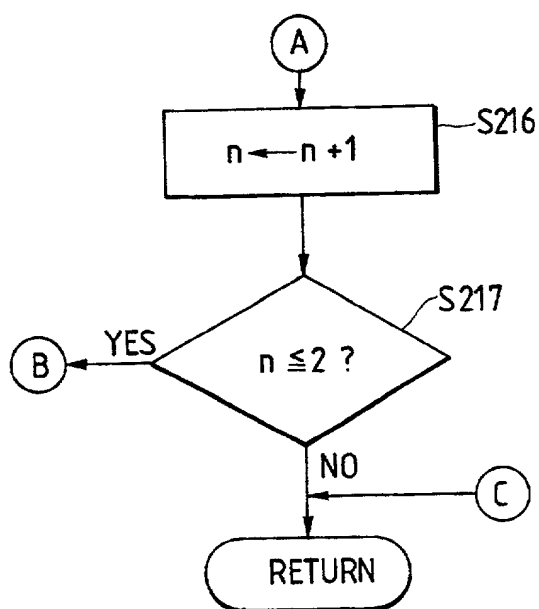 A
n ← n +1
S216
S217
n ≦ 2 ?
YES
B
NO
C
RETURN